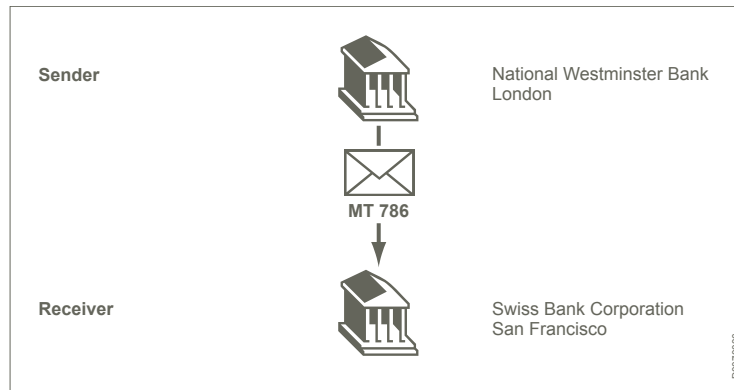 Sender
National Westminster Bank
London
MT 786
Receiver
Swiss Bank Corporation
San Francisco